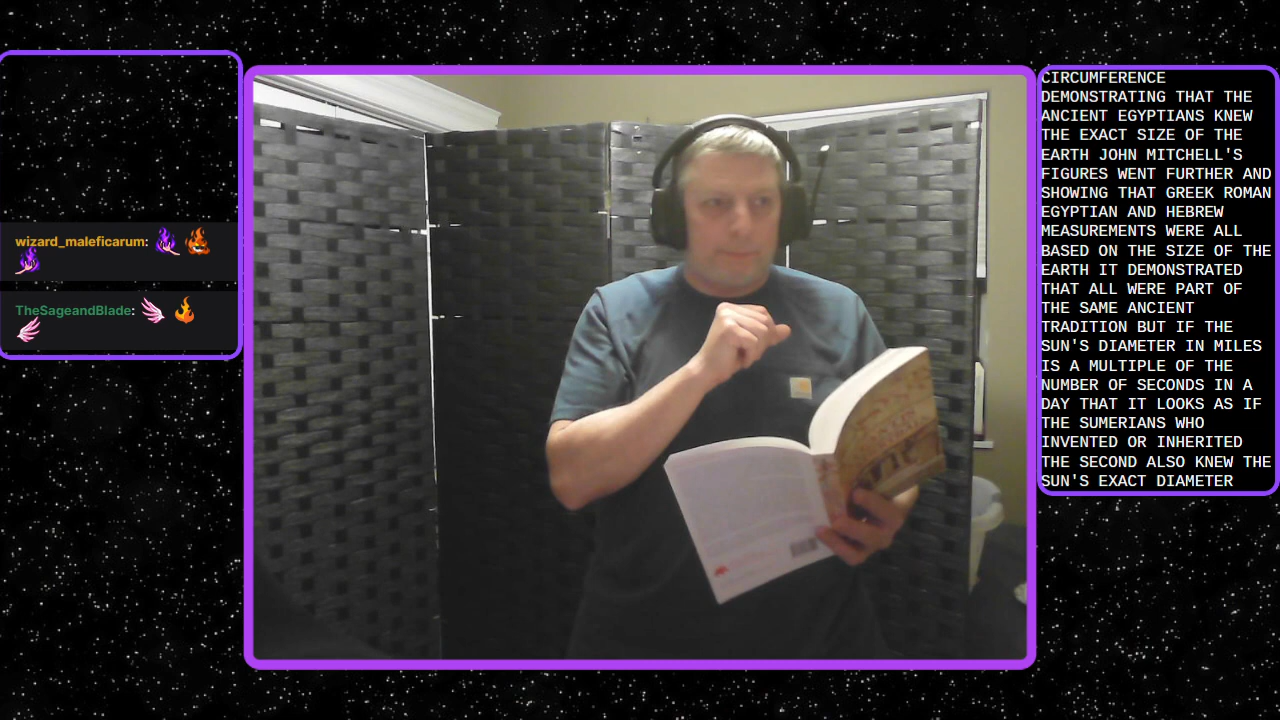 wizard_maleficarum:
TheSageandBlade:
CIRCUMFERENCE
DEMONSTRATING THAT THE
ANCIENT EGYPTIANS KNEW
THE EXACT SIZE OF THE
EARTH JOHN MITCHELL'S
FIGURES WENT FURTHER AND
SHOWING THAT GREEK ROMAN
EGYPTIAN AND HEBREW
MEASUREMENTS WERE ALL
BASED ON THE SIZE OF THE
EARTH IT DEMONSTRATED
THAT ALL WERE PART OF
THE SAME ANCIENT
TRADITION BUT IF THE
SUN'S DIAMETER IN MILES
IS A MULTIPLE OF THE
NUMBER OF SECONDS IN A
DAY THAT IT LOOKS AS IF
THE SUMERIANS WHO
INVENTED OR INHERITED
THE SECOND ALSO KNEW THE
SUN'S EXACT DIAMETER